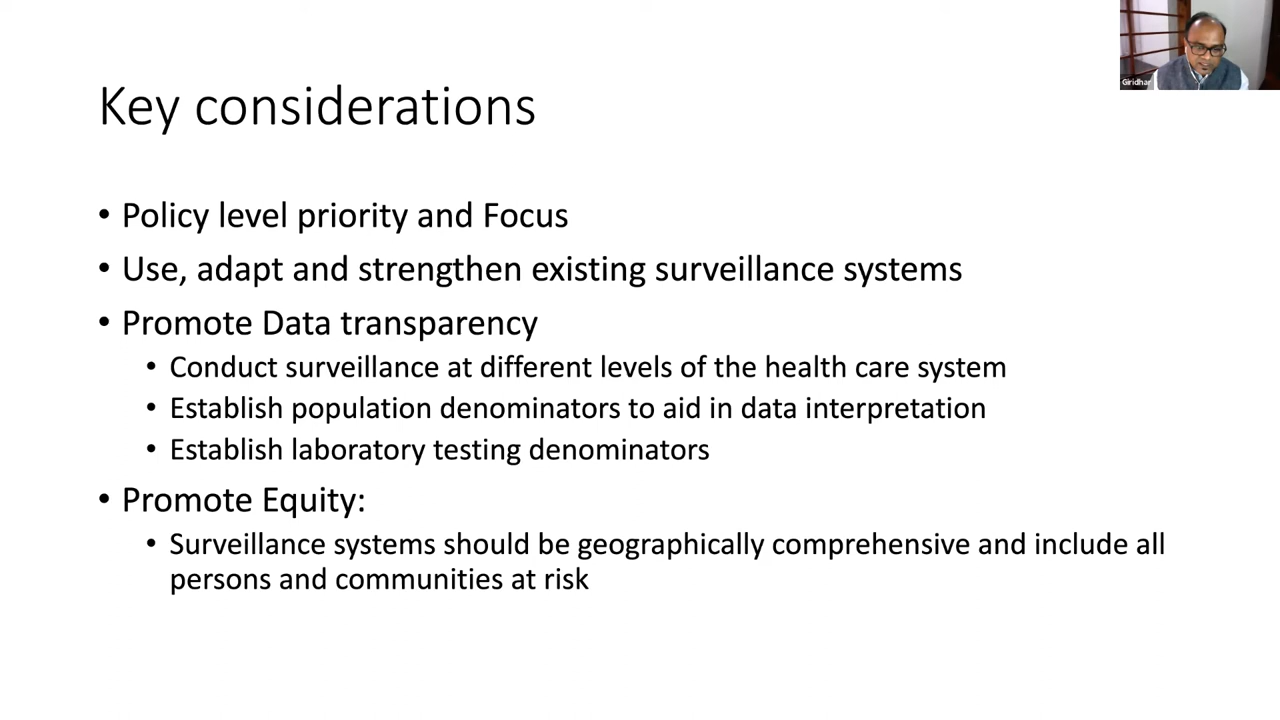 Giridhar
Key considerations
• Policy level priority and Focus
• Use, adapt and strengthen existing surveillance systems
• Promote Data transparency
• Conduct surveillance at different levels of the health care system
• Establish population denominators to aid in data interpretation
• Establish laboratory testing denominators
• Promote Equity:
• Surveillance systems should be geographically comprehensive and include all
persons and communities at risk